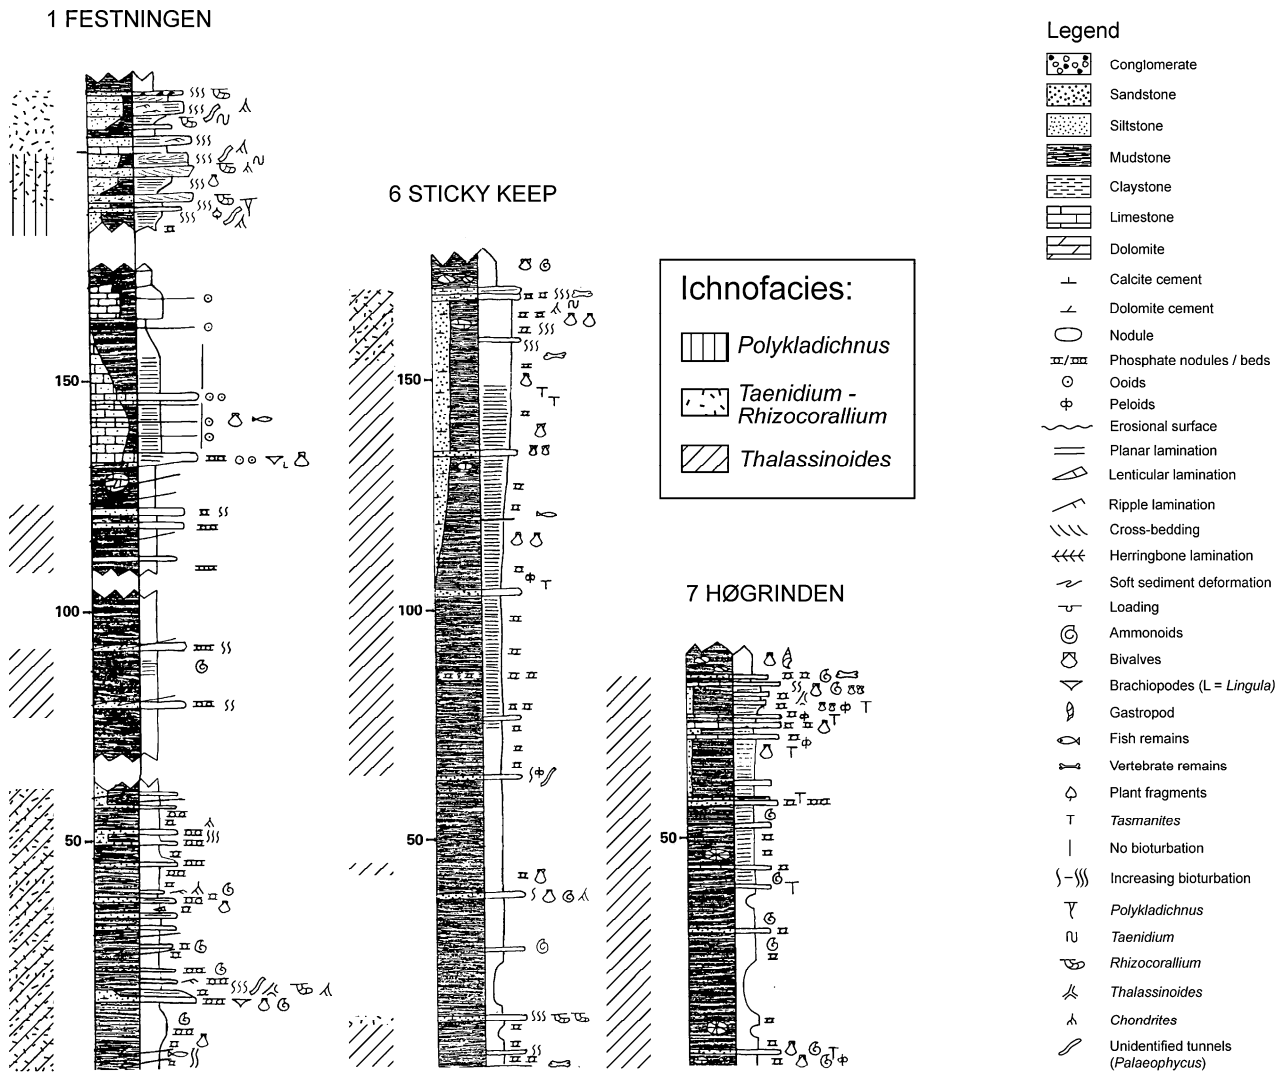 1 FESTNINGEN
150
100
50
6 STICKY KEEP
150
100
50
Ichnofacies:
Polykladichnus
Taenidium -
Rhizocorallium
Thalassinoides
7 HØGRINDEN
50
Legend
Conglomerate
Sandstone
Siltstone
Mudstone
Claystone
Limestone
Dolomite
Calcite cement
Dolomite cement
Nodule
Phosphate nodules / beds
Ooids
Peloids
Erosional surface
Planar lamination
Lenticular lamination
Ripple lamination
Cross-bedding
Herringbone lamination
Soft sediment deformation
Loading
Ammonoids
Bivalves
Brachiopodes (L = Lingula)
Gastropod
Fish remains
Vertebrate remains
Plant fragments
Tasmanites
No bioturbation
Increasing bioturbation
Polykladichnus
Taenidium
Rhizocorallium
Thalassinoides
Chondrites
Unidentified tunnels
(Palaeophycus)